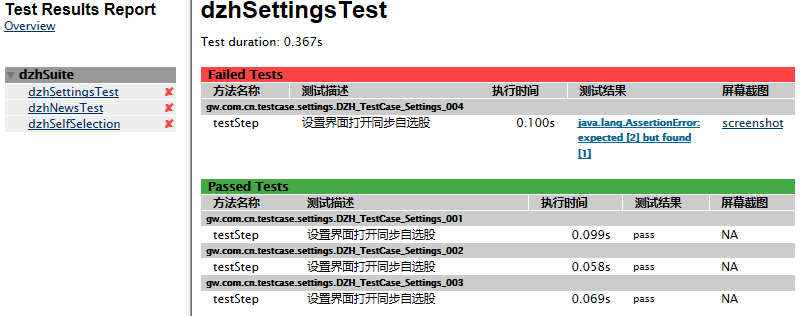 Test Results Report
Overview
dzhSuite
dzhSettingsTest ✘
dzhNewsTest ✘
dzhSelfSelection ✘
dzhSettingsTest
Test duration: 0.367s
Failed Tests
方法名称 测试描述 执行时间 测试结果 屏幕截图
gw.com.cn.testcase.settings.DZH_TestCase_Settings_004
testStep 设置界面打开同步自选股 0.100s java.lang.AssertionError: screenshot
expected [2] but found
[1]
Passed Tests
方法名称 测试描述 执行时间 测试结果 屏幕截图
gw.com.cn.testcase.settings.DZH_TestCase_Settings_001
testStep 设置界面打开同步自选股 0.099s pass NA
gw.com.cn.testcase.settings.DZH_TestCase_Settings_002
testStep 设置界面打开同步自选股 0.058s pass NA
gw.com.cn.testcase.settings.DZH_TestCase_Settings_003
testStep 设置界面打开同步自选股 0.069s pass NA